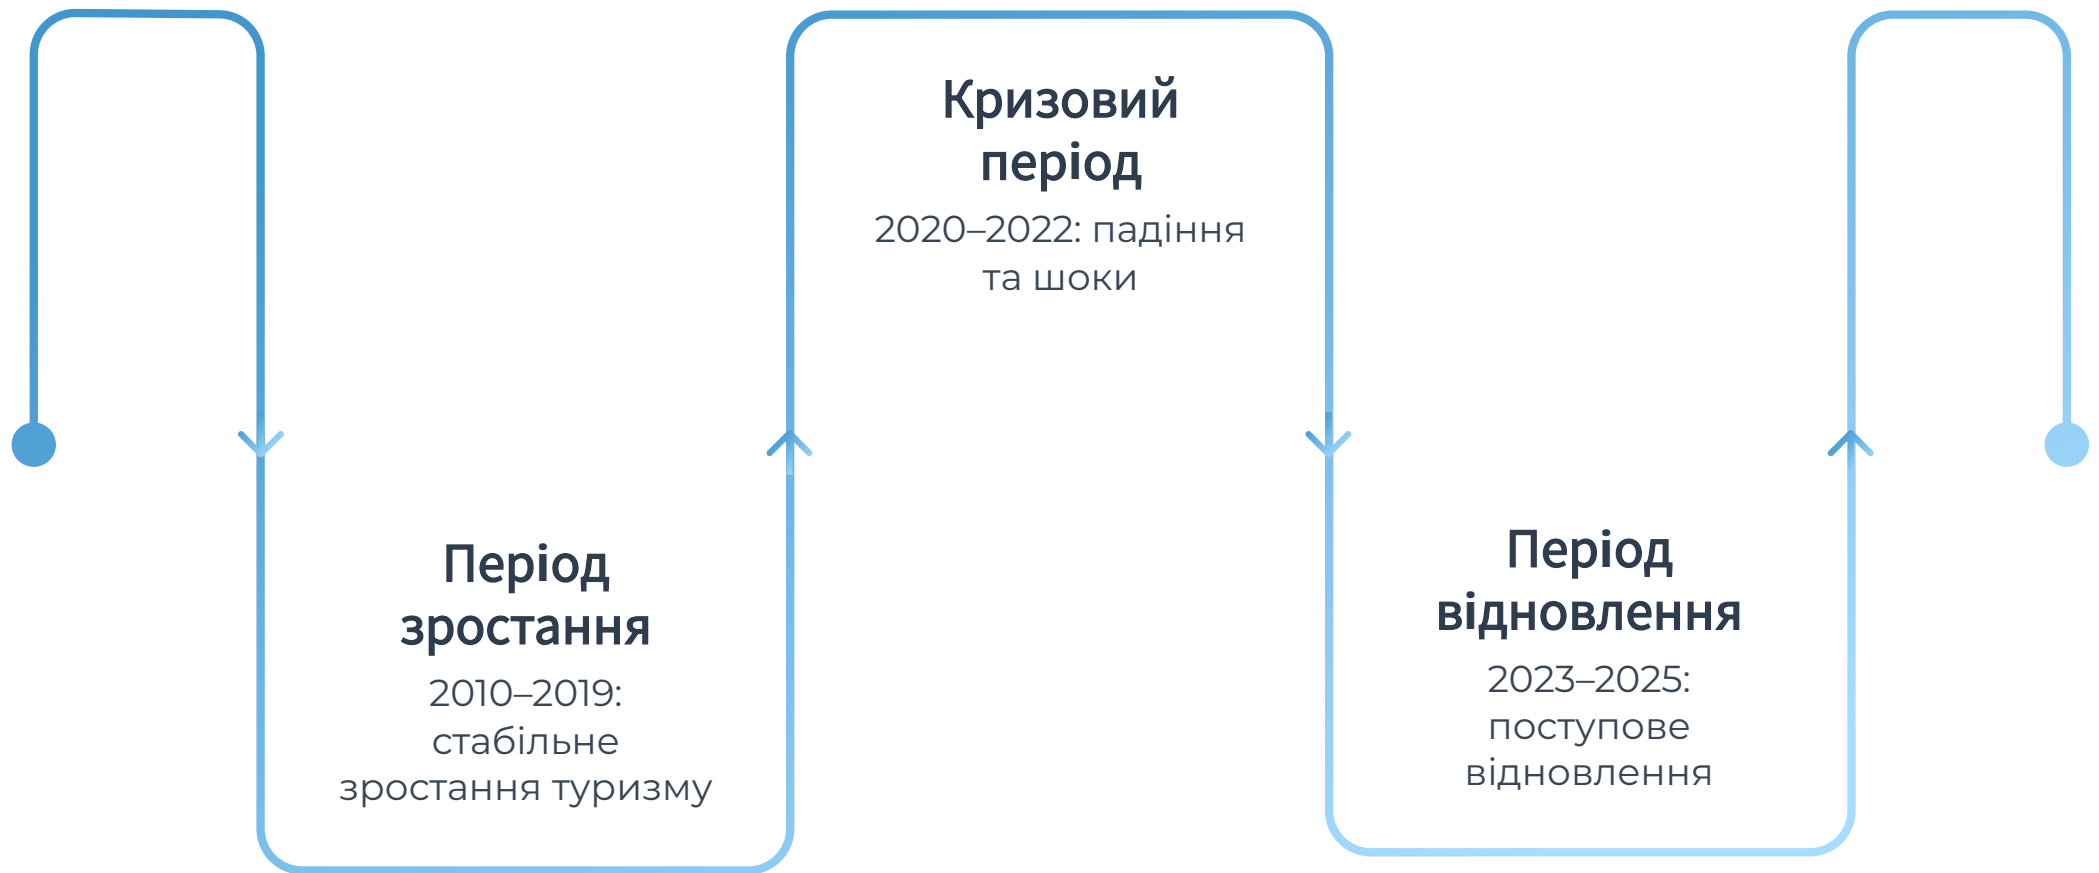 Період
зростання
2010–2019:
стабільне
зростання туризму
Кризовий
період
2020–2022: падіння
та шоки
Період
відновлення
2023–2025:
поступове
відновлення